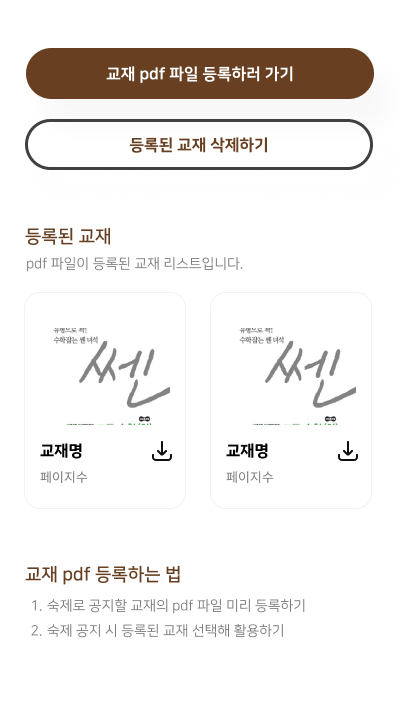 교재 pdf 파일 등록하러 가기
등록된 교재 삭제하기
등록된 교재
pdf 파일이 등록된 교재 리스트입니다.
유형으로 꽉!
수학잡는 쎈 녀석
쎈
유형으로 꽉!
수학잡는 쎈 녀석
쎈
교재명
페이지수
교재명
페이지수
교재 pdf 등록하는 법
1. 숙제로 공지할 교재의 pdf 파일 미리 등록하기
2. 숙제 공지 시 등록된 교재 선택해 활용하기